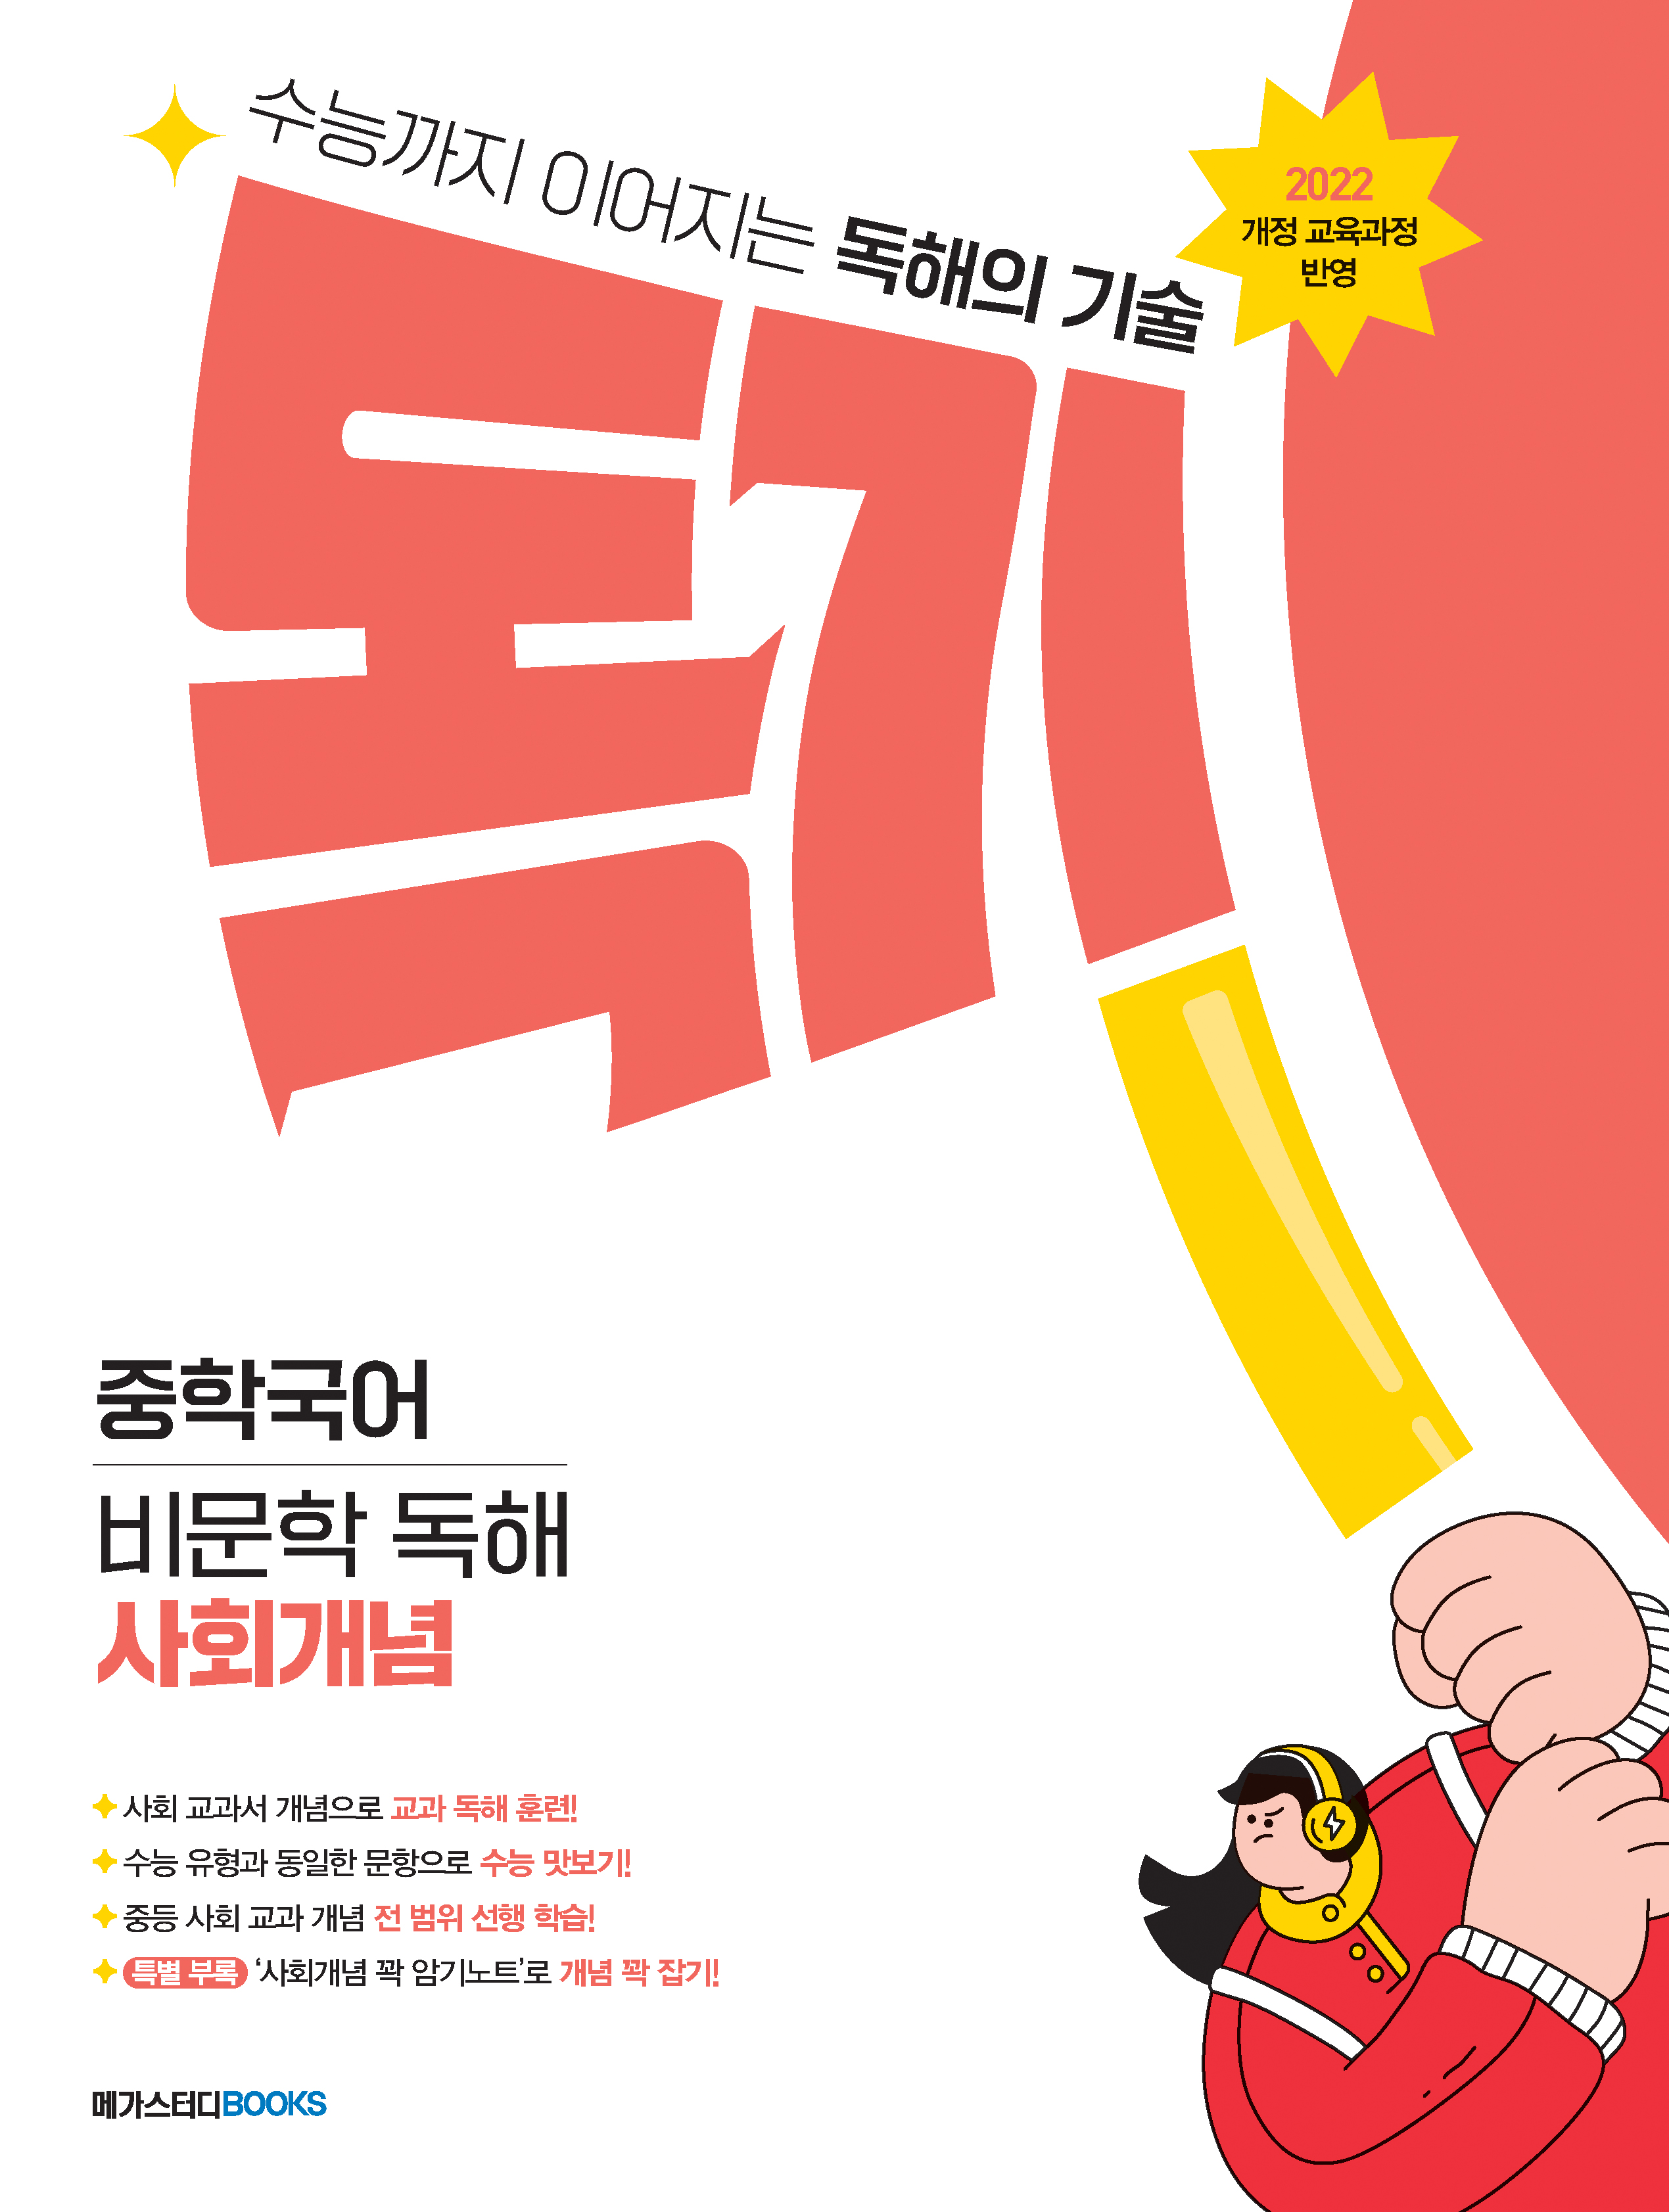 수능까지 이어지는 독해의 기술
2022
개정 교육과정
반영
독기
중학국어
비문학 독해
사회개념
사회 교과서 개념으로 교과 독해 훈련!
수능 유형과 동일한 문항으로 수능 맛보기!
중등 사회 교과 개념 전 범위 선행 학습!
특별 부록 ‘사회개념 꽉 암기노트’로 개념 꽉 잡기!
메가스터디BOOKS